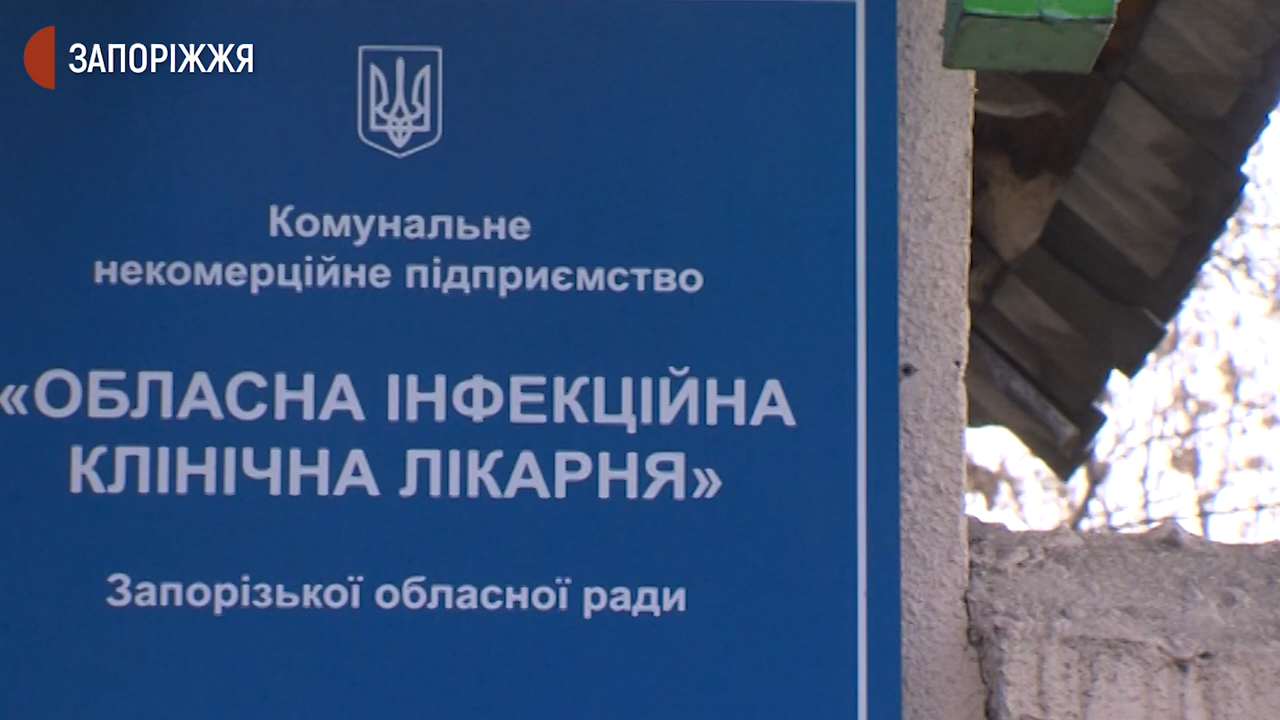 ЗАПОРІЖЖЯ
Комунальне
некомерційне підприємство
«ОБЛАСНА ІНФЕКЦІЙНА
КЛІНІЧНА ЛІКАРНЯ»
Запорізької обласної ради